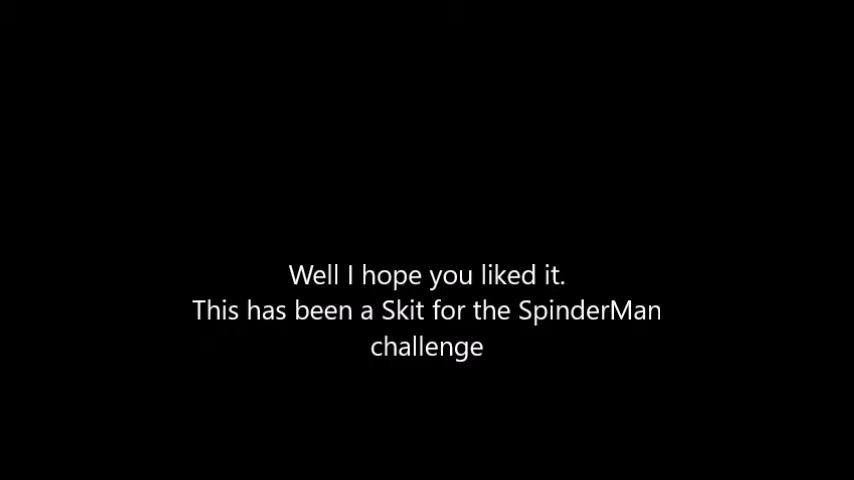 Well I hope you liked it.
This has been a Skit for the SpinderMan
challenge